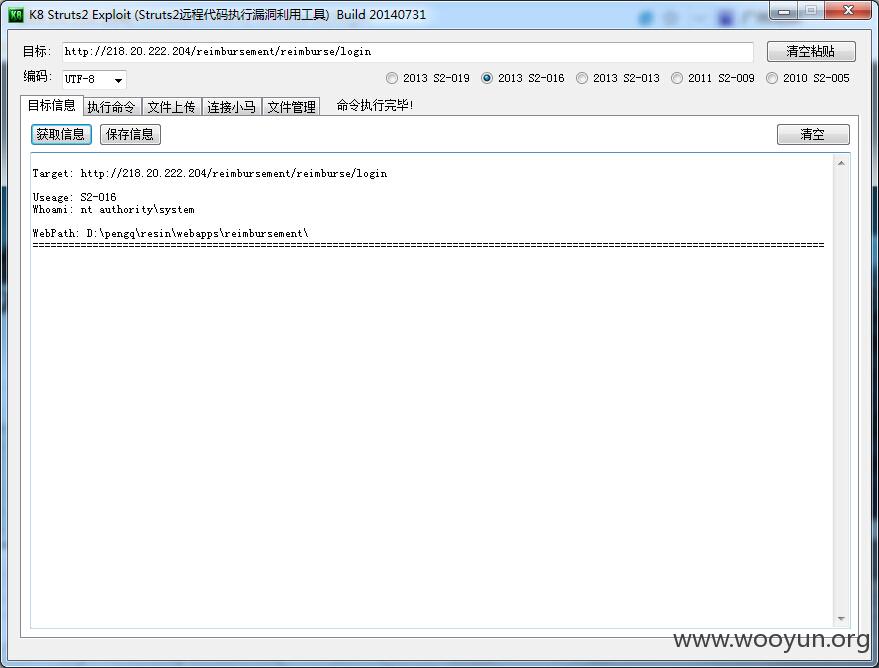 K8 Struts2 Exploit (Struts2远程代码执行漏洞利用工具) Build 20140731
目标: http://218.20.222.204/reimbursement/reimburse/login 清空粘贴
编码: UTF-8 2013 S2-019 2013 S2-016 2013 S2-013 2011 S2-009 2010 S2-005
目标信息 执行命令 文件上传 连接小马 文件管理 命令执行完毕!
获取信息 保存信息 清空
Target: http://218.20.222.204/reimbursement/reimburse/login
Useage: S2-016
Whoami: nt authority\system
WebPath: D:\pengq\resin\webapps\reimbursement\
====================================================================================================================================
www.wooyun.org